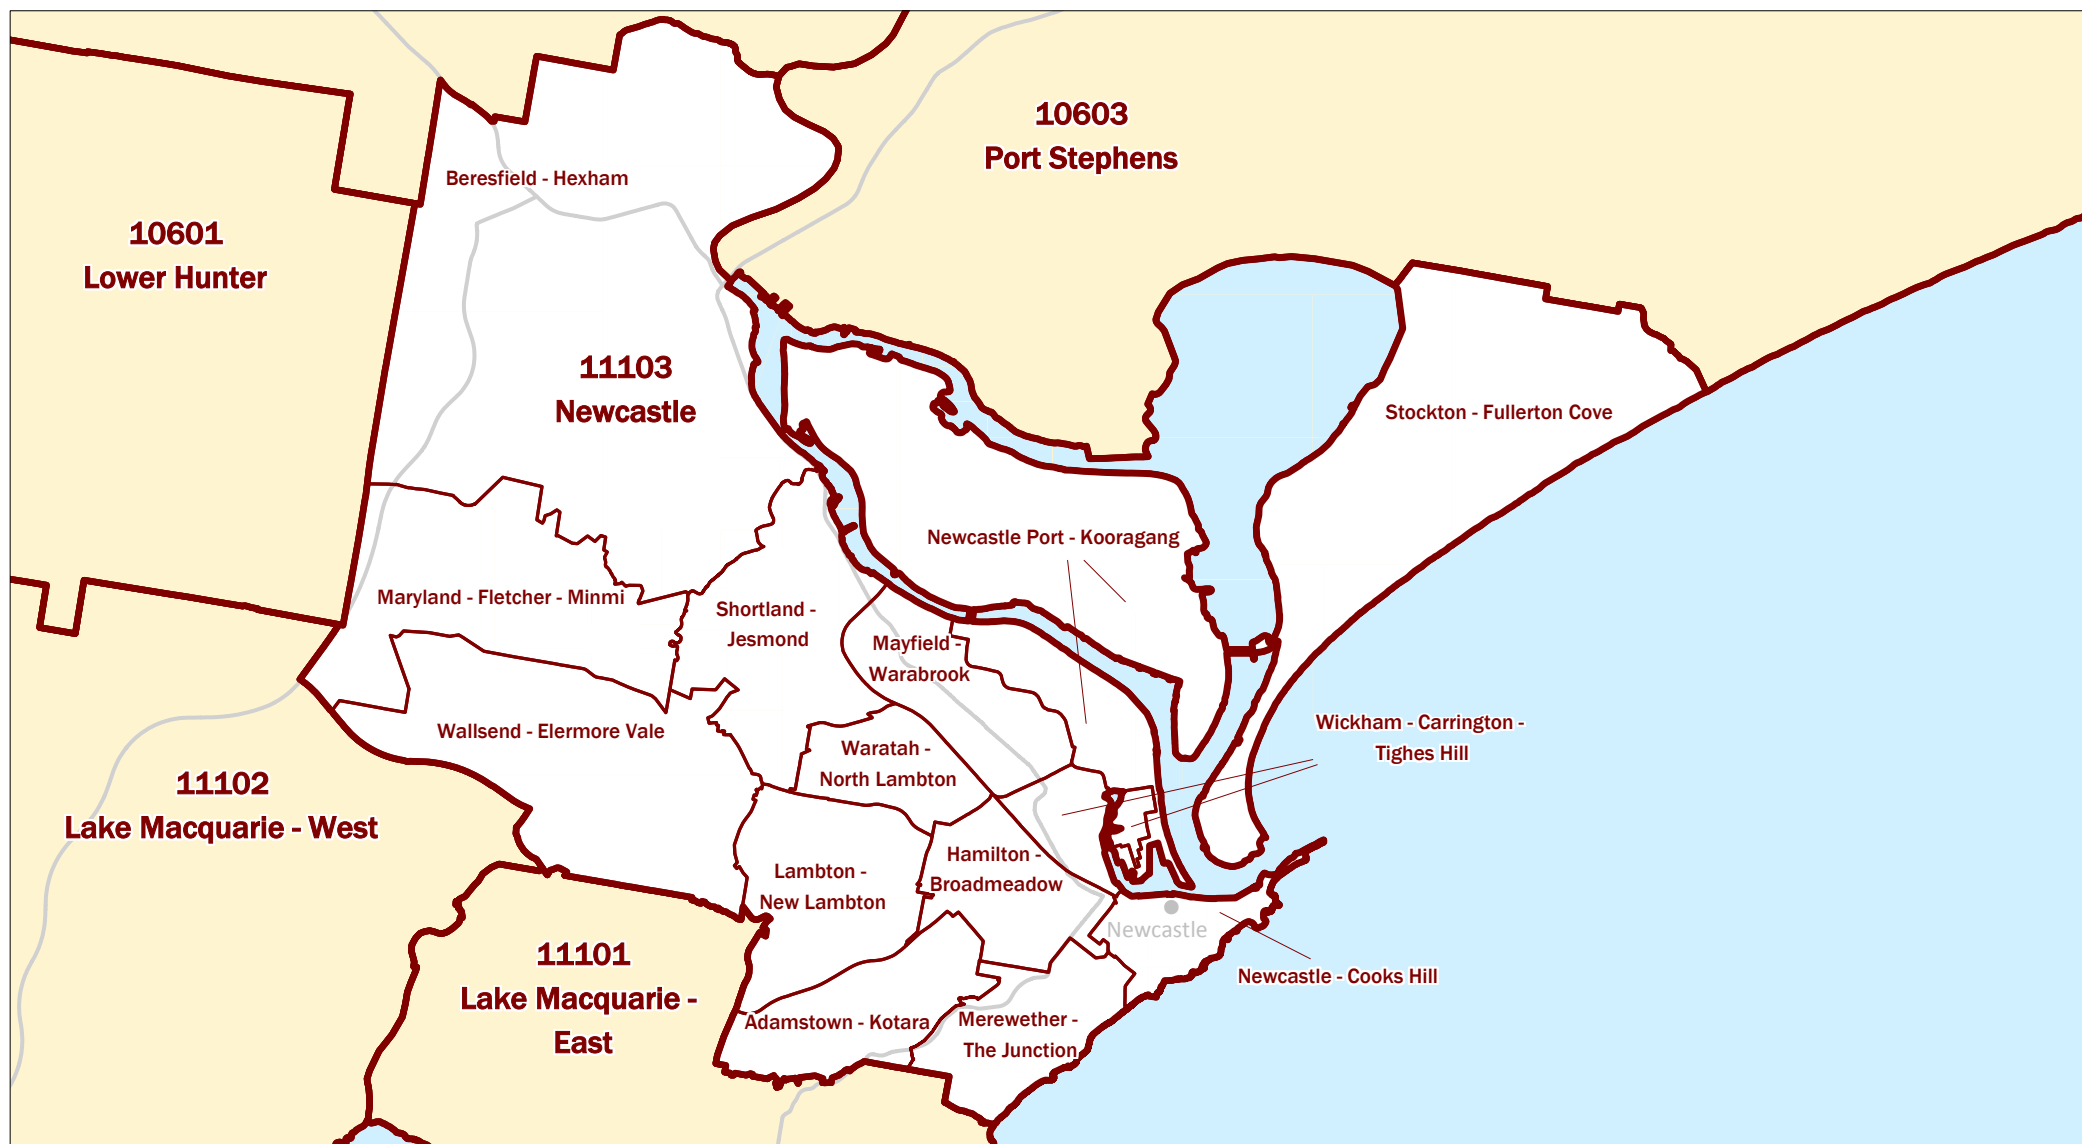 10603
Port Stephens
Beresfield - Hexham
10601
Lower Hunter
11103
Newcastle
Stockton - Fullerton Cove
Newcastle Port - Kooragang
Maryland - Fletcher - Minmi
Shortland -
Jesmond
Mayfield -
Warabrook
Wallsend - Elermore Vale
Wickham - Carrington -
Tighes Hill
Waratah -
North Lambton
11102
Lake Macquarie - West
Hamilton -
Broadmeadow
Lambton -
New Lambton
Newcastle
11101
Lake Macquarie -
East
Newcastle - Cooks Hill
Adamstown - Kotara
Merewether -
The Junction